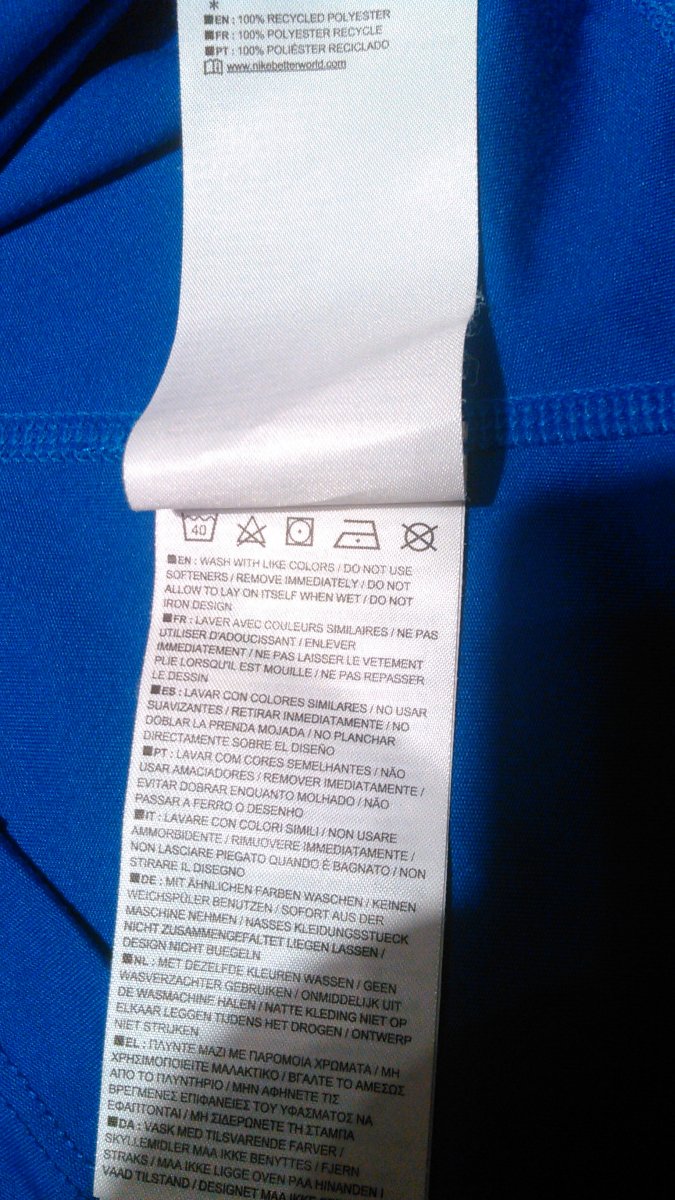 *
EN : 100% RECYCLED POLYESTER
FR : 100% POLYESTER RECYCLE
PT : 100% POLIÉSTER RECICLADO
www.nikebetterworld.com
40
EN : WASH WITH LIKE COLORS / DO NOT USE
SOFTENERS / REMOVE IMMEDIATELY / DO NOT
ALLOW TO LAY ON ITSELF WHEN WET / DO NOT
IRON DESIGN
FR : LAVER AVEC COULEURS SIMILAIRES / NE PAS
UTILISER D'ADOUCISSANT / ENLEVER
IMMEDIATEMENT / NE PAS LAISSER LE VETEMENT
PLIE LORSQU'IL EST MOUILLE / NE PAS REPASSER
LE DESSIN
ES : LAVAR CON COLORES SIMILARES / NO USAR
SUAVIZANTES / RETIRAR INMEDIATAMENTE / NO
DOBLAR LA PRENDA MOJADA / NO PLANCHAR
DIRECTAMENTE SOBRE EL DISEÑO
PT : LAVAR COM CORES SEMELHANTES / NÃO
USAR AMACIADORES / REMOVER IMEDIATAMENTE /
EVITAR DOBRAR ENQUANTO MOLHADO / NÃO
PASSAR A FERRO O DESENHO
IT : LAVARE CON COLORI SIMILI / NON USARE
AMMORBIDENTE / RIMUOVERE IMMEDIATAMENTE /
NON LASCIARE PIEGATO QUANDO È BAGNATO / NON
STIRARE IL DISEGNO
DE : MIT ÄHNLICHEN FARBEN WASCHEN / KEINEN
WEICHSPÜLER BENUTZEN / SOFORT AUS DER
MASCHINE NEHMEN / NASSES KLEIDUNGSSTUECK
NICHT ZUSAMMENGEFALTET LIEGEN LASSEN /
DESIGN NICHT BUEGELN
NL : MET DEZELFDE KLEUREN WASSEN / GEEN
WASVERZACHTER GEBRUIKEN / ONMIDDELIJK UIT
DE WASMACHINE HALEN / NATTE KLEDING NIET OP
ELKAAR LEGGEN TIJDENS HET DROGEN / ONTWERP
NIET STRIJKEN
EL : ΠΛΥΝΤΕ ΜΑΖΙ ΜΕ ΠΑΡΟΜΟΙΑ ΧΡΩΜΑΤΑ / ΜΗ
ΧΡΗΣΙΜΟΠΟΙΕΙΤΕ ΜΑΛΑΚΤΙΚΟ / ΒΓΑΛΤΕ ΤΟ ΑΜΕΣΩΣ
ΑΠΟ ΤΟ ΠΛΥΝΤΗΡΙΟ / ΜΗΝ ΑΦΗΝΕΤΕ ΤΙΣ
ΒΡΕΓΜΕΝΕΣ ΕΠΙΦΑΝΕΙΕΣ ΤΟΥ ΥΦΑΣΜΑΤΟΣ ΝΑ
ΕΦΑΠΤΟΝΤΑΙ / ΜΗ ΣΙΔΕΡΩΝΕΤΕ ΤΗ ΣΤΑΜΠΑ
DA : VASK MED TILSVARENDE FARVER /
SKYLLEMIDLER MAA IKKE BENYTTES / FJERN
STRAKS / MAA IKKE LIGGE OVEN PAA HINANDEN I
VAAD TILSTAND / DESIGNET MAA IKKE